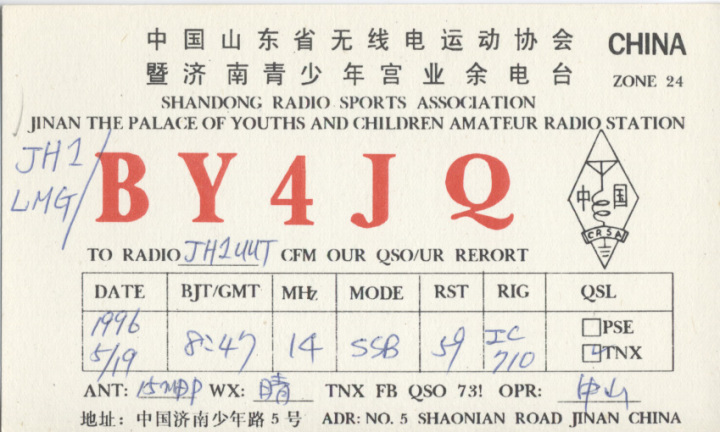 中国山东省无线电运动协会
CHINA
暨济南青少年宫业余电台
ZONE 24
SHANDONG RADIO SPORTS ASSOCIATION
JINAN THE PALACE OF YOUTHS AND CHILDREN AMATEUR RADIO STATION
JH1
LMG/
BY4JQ
中国
CRSA
TO RADIO JH1UUT CFM OUR QSO/UR RERORT
DATE BJT/GMT MHz MODE RST RIG QSL
1996 5/19 8:47 14 SSB 59 IC 710 □PSE
□TNX
ANT: 15m DP WX: 晴 TNX FB QSO 73! OPR: 中山
地址: 中国济南少年路5号 ADR: NO. 5 SHAONIAN ROAD JINAN CHINA